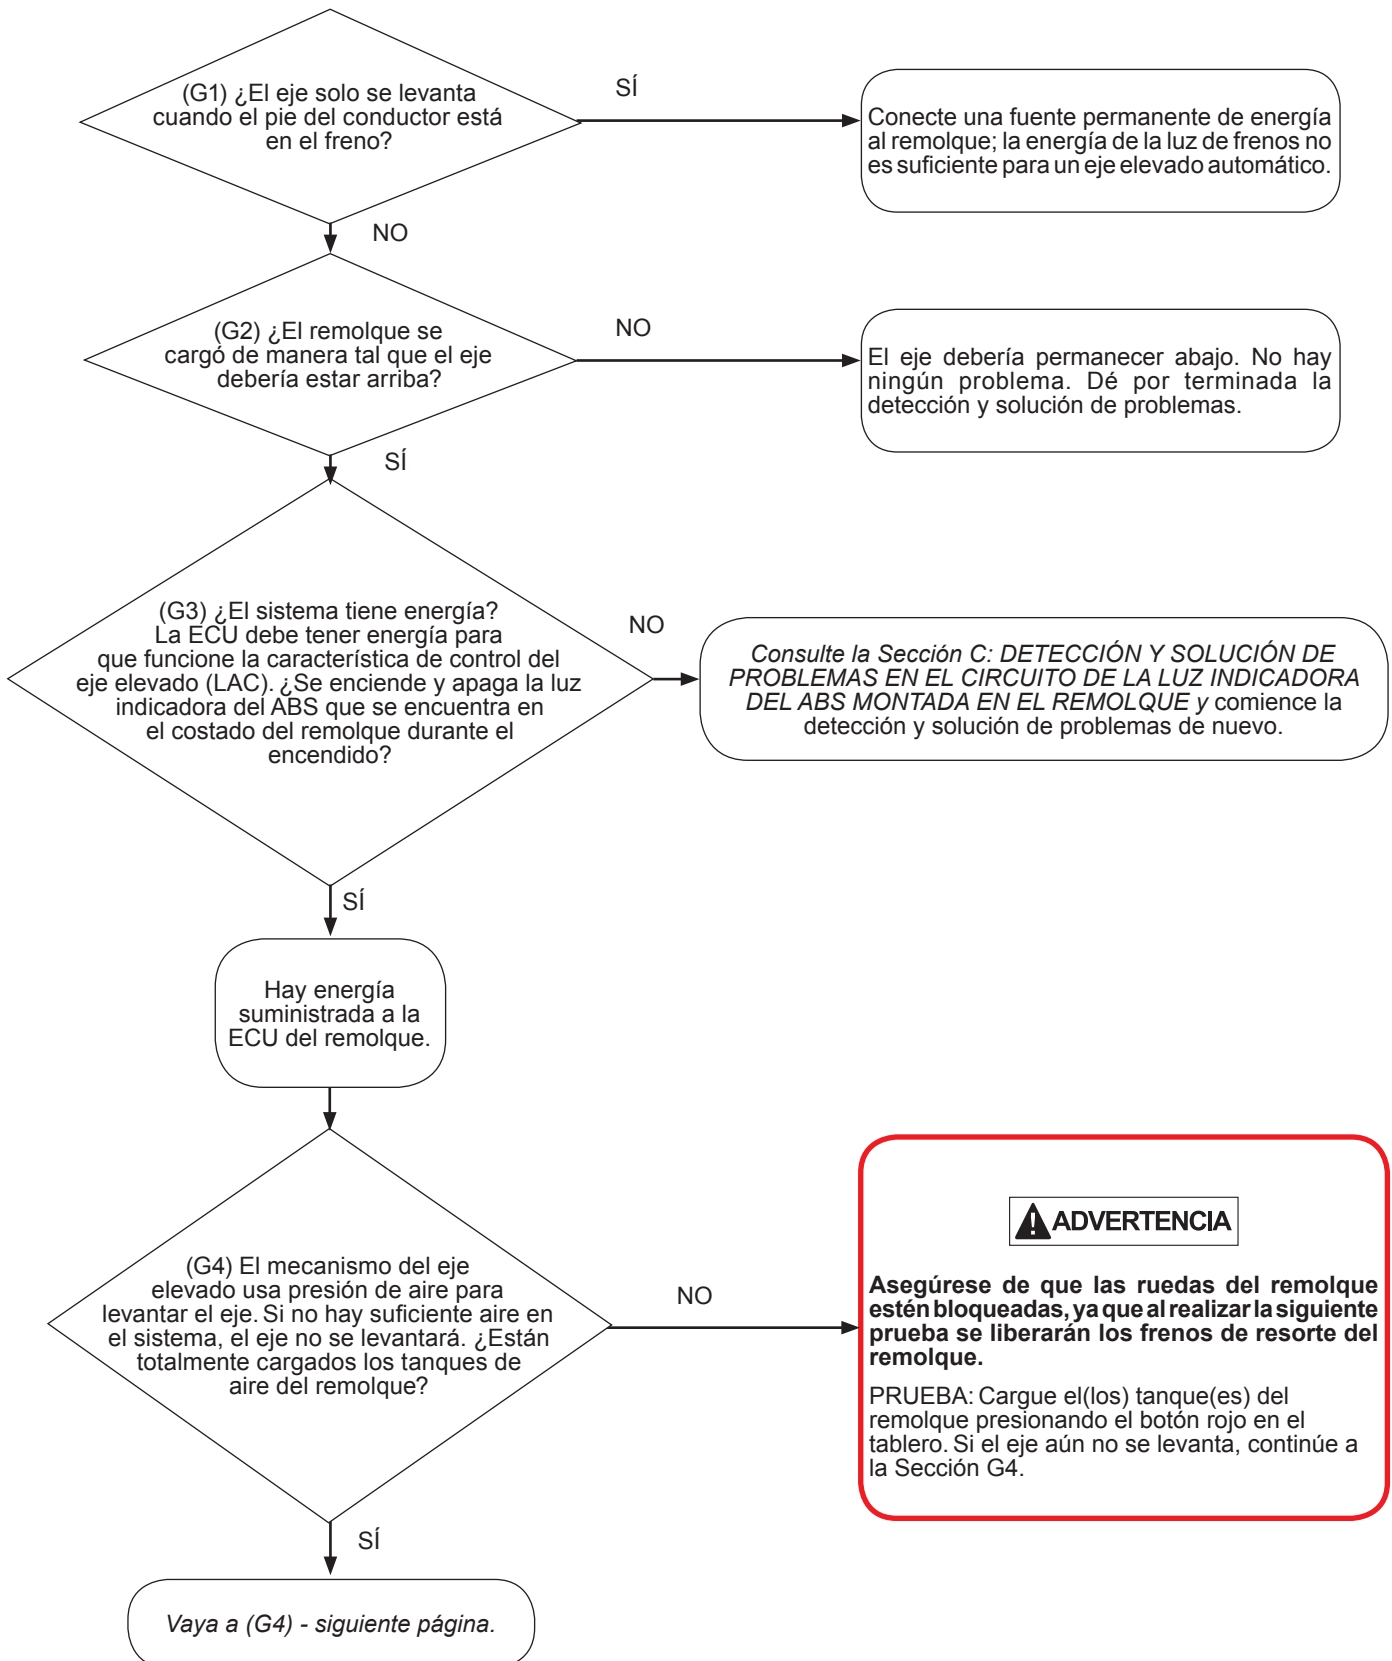 (G1) ¿El eje solo se levanta
cuando el pie del conductor está
en el freno?
SÍ
Conecte una fuente permanente de energía
al remolque; la energía de la luz de frenos no
es suficiente para un eje elevado automático.
NO
(G2) ¿El remolque se
cargó de manera tal que el eje
debería estar arriba?
NO
El eje debería permanecer abajo. No hay
ningún problema. Dé por terminada la
detección y solución de problemas.
SÍ
(G3) ¿El sistema tiene energía?
La ECU debe tener energía para
que funcione la característica de control del
eje elevado (LAC). ¿Se enciende y apaga la luz
indicadora del ABS que se encuentra en
el costado del remolque durante el
encendido?
NO
Consulte la Sección C: DETECCIÓN Y SOLUCIÓN DE
PROBLEMAS EN EL CIRCUITO DE LA LUZ INDICADORA
DEL ABS MONTADA EN EL REMOLQUE y comience la
detección y solución de problemas de nuevo.
SÍ
Hay energía
suministrada a la
ECU del remolque.
(G4) El mecanismo del eje
elevado usa presión de aire para
levantar el eje. Si no hay suficiente aire en
el sistema, el eje no se levantará. ¿Están
totalmente cargados los tanques de
aire del remolque?
NO
ADVERTENCIA
Asegúrese de que las ruedas del remolque
estén bloqueadas, ya que al realizar la siguiente
prueba se liberarán los frenos de resorte del
remolque.
PRUEBA: Cargue el(los) tanque(es) del
remolque presionando el botón rojo en el
tablero. Si el eje aún no se levanta, continúe a
la Sección G4.
SÍ
Vaya a (G4) - siguiente página.